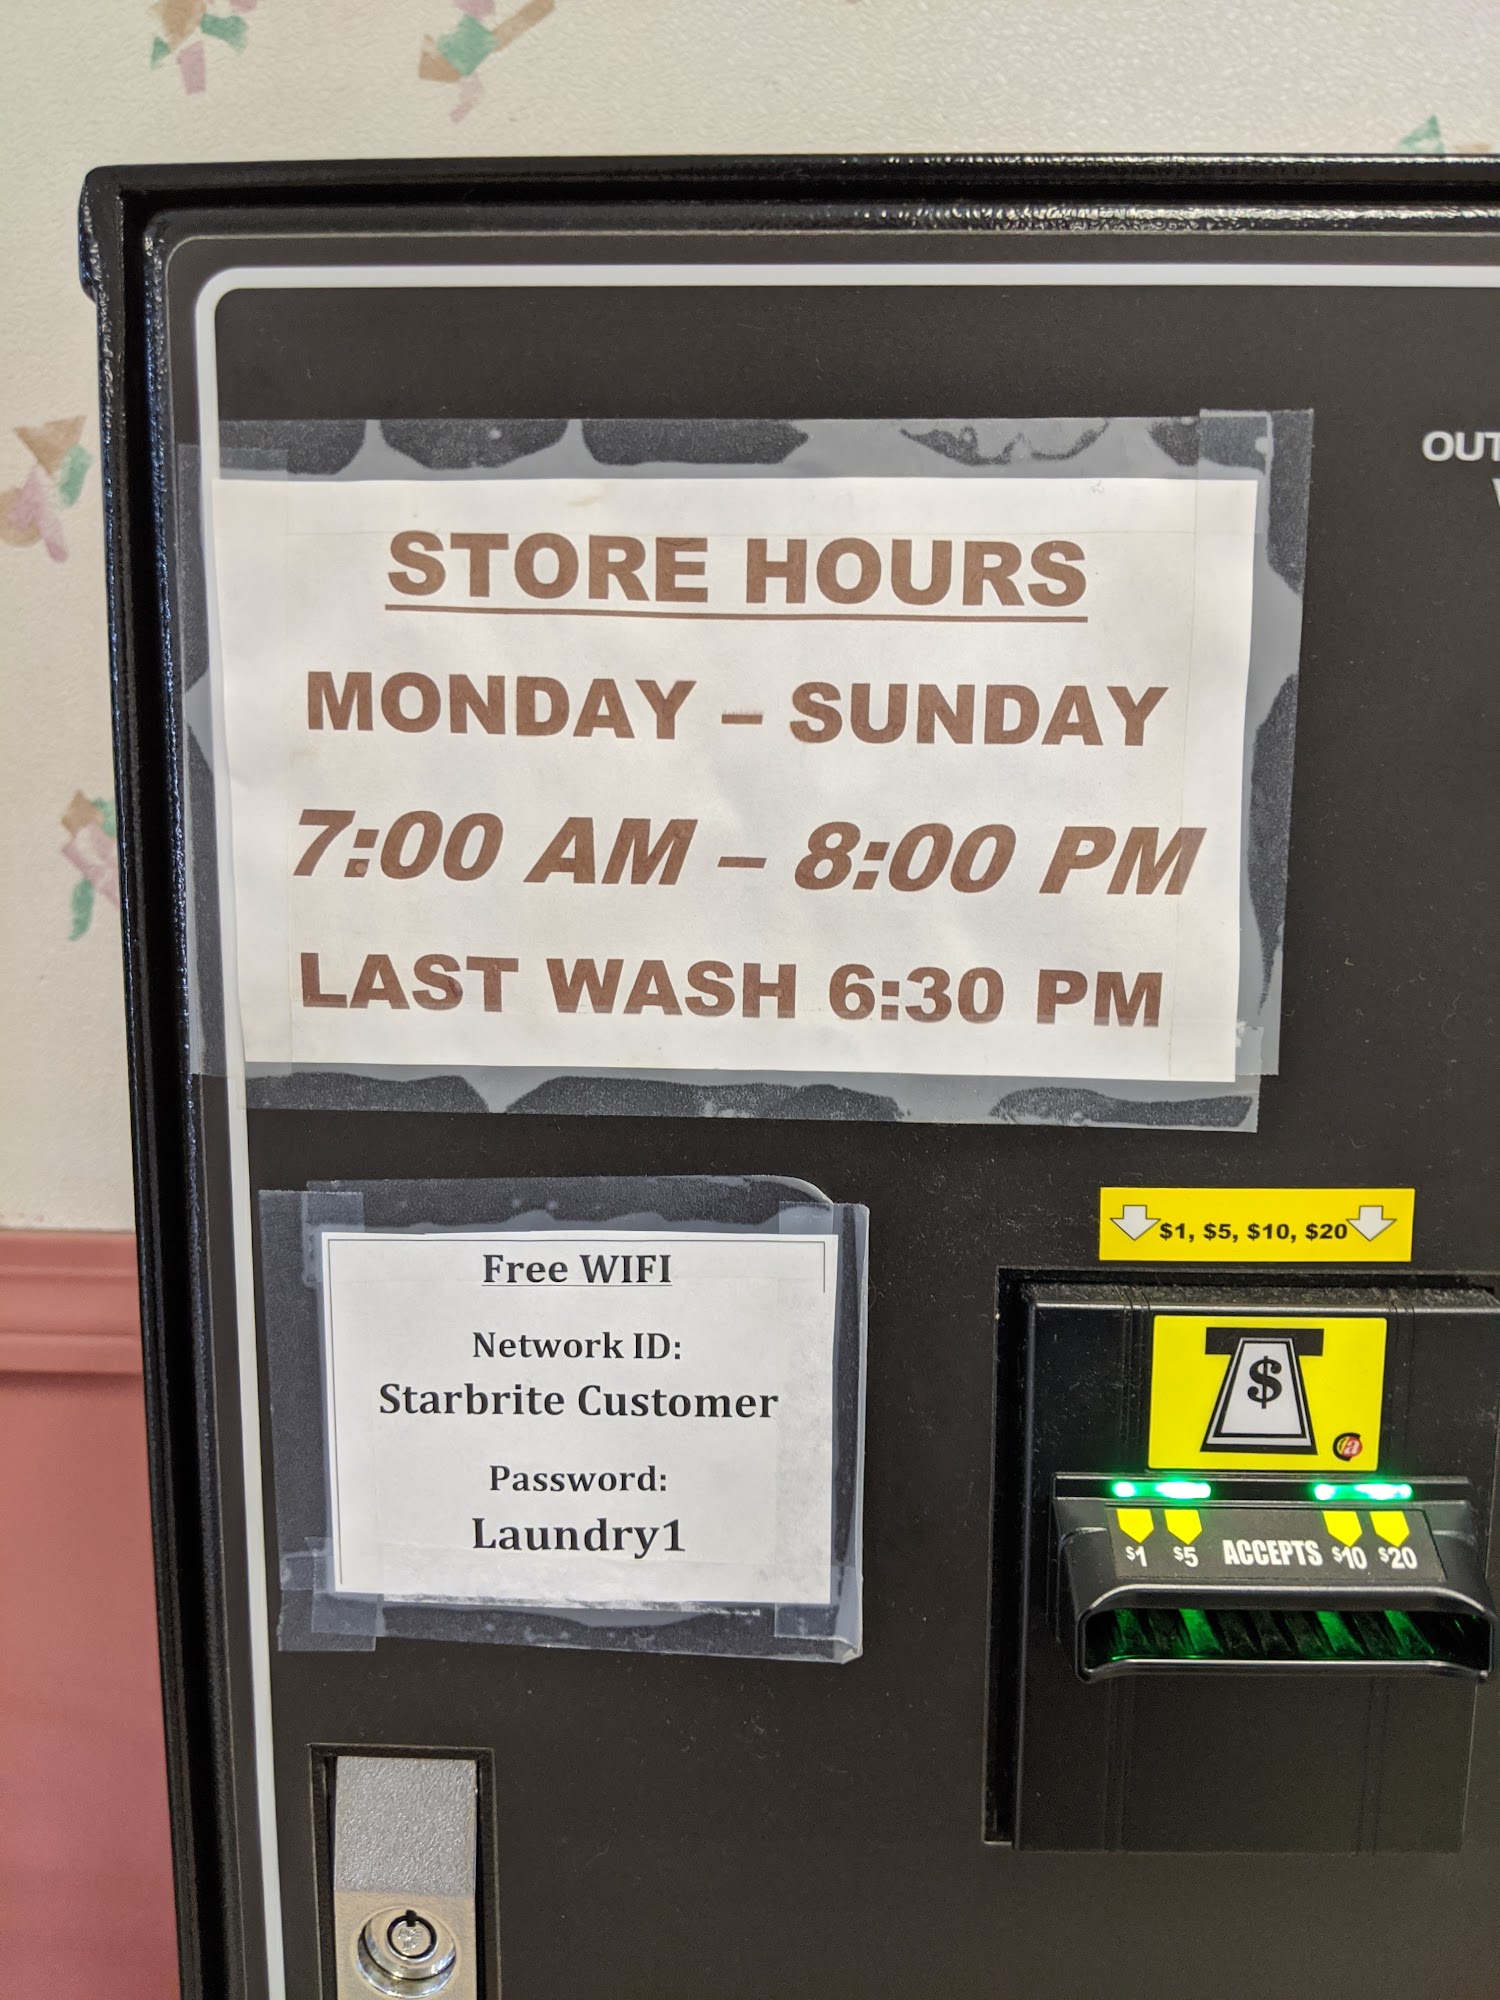 STORE HOURS
MONDAY – SUNDAY
7:00 AM – 8:00 PM
LAST WASH 6:30 PM
Free WIFI
Network ID:
Starbrite Customer
Password:
Laundry1
$1, $5, $10, $20
$
$1 $5 ACCEPTS $10 $20